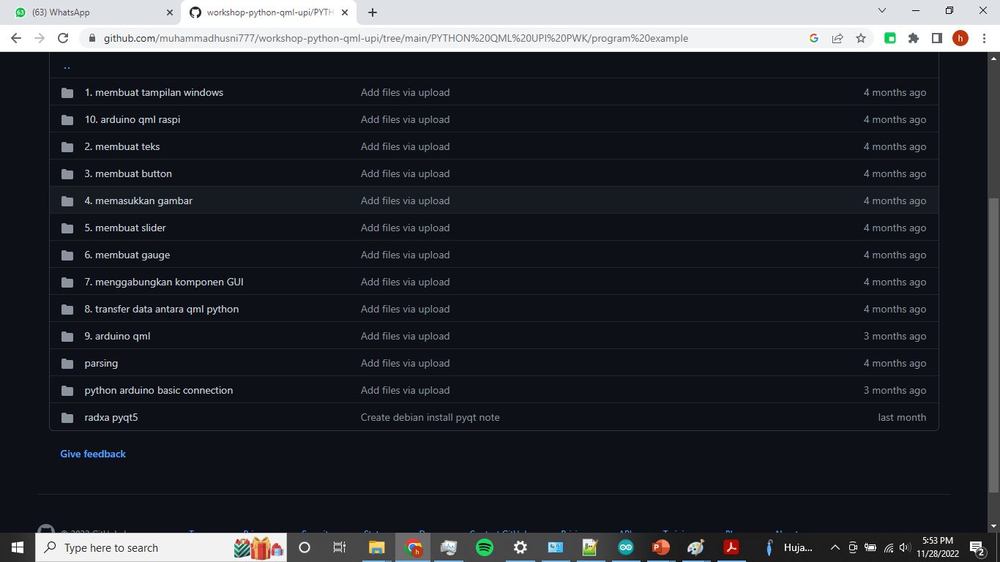 (63) WhatsApp
workshop-python-qml-upi/PYTH
github.com/muhammadhusni777/workshop-python-qml-upi/tree/main/PYTHON%20QML%20UPI%20PWK/program%20example
h
..
1. membuat tampilan windows Add files via upload 4 months ago
10. arduino qml raspi Add files via upload 4 months ago
2. membuat teks Add files via upload 4 months ago
3. membuat button Add files via upload 4 months ago
4. memasukkan gambar Add files via upload 4 months ago
5. membuat slider Add files via upload 4 months ago
6. membuat gauge Add files via upload 4 months ago
7. menggabungkan komponen GUI Add files via upload 4 months ago
8. transfer data antara qml python Add files via upload 4 months ago
9. arduino qml Add files via upload 3 months ago
parsing Add files via upload 4 months ago
python arduino basic connection Add files via upload 3 months ago
radxa pyqt5 Create debian install pyqt note last month
Give feedback
Type here to search
Huja...
5:53 PM
11/28/2022
2